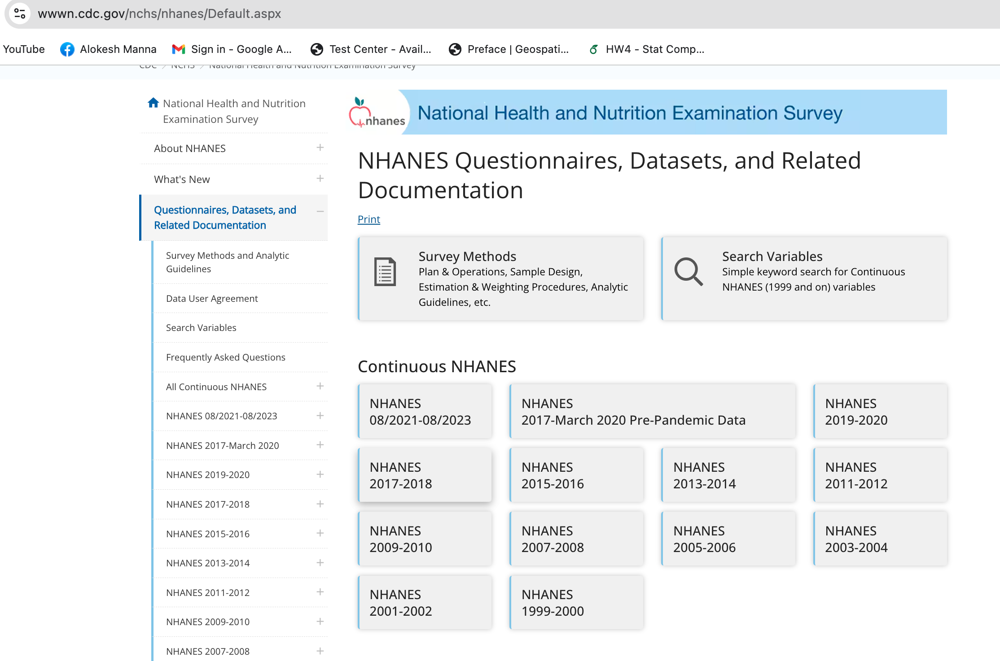 wwwn.cdc.gov/nchs/nhanes/Default.aspx
YouTube
Alokesh Manna
Sign in - Google A...
Test Center - Avail...
Preface | Geospati...
HW4 - Stat Comp...
CDC / NCHS / National Health and Nutrition Examination Survey
National Health and Nutrition
Examination Survey
About NHANES
What's New
Questionnaires, Datasets, and
Related Documentation
Survey Methods and Analytic
Guidelines
Data User Agreement
Search Variables
Frequently Asked Questions
All Continuous NHANES
NHANES 08/2021-08/2023
NHANES 2017-March 2020
NHANES 2019-2020
NHANES 2017-2018
NHANES 2015-2016
NHANES 2013-2014
NHANES 2011-2012
NHANES 2009-2010
NHANES 2007-2008
nhanes
National Health and Nutrition Examination Survey
NHANES Questionnaires, Datasets, and Related
Documentation
Print
Survey Methods
Plan & Operations, Sample Design,
Estimation & Weighting Procedures, Analytic
Guidelines, etc.
Search Variables
Simple keyword search for Continuous
NHANES (1999 and on) variables
Continuous NHANES
NHANES
08/2021-08/2023
NHANES
2017-March 2020 Pre-Pandemic Data
NHANES
2019-2020
NHANES
2017-2018
NHANES
2015-2016
NHANES
2013-2014
NHANES
2011-2012
NHANES
2009-2010
NHANES
2007-2008
NHANES
2005-2006
NHANES
2003-2004
NHANES
2001-2002
NHANES
1999-2000